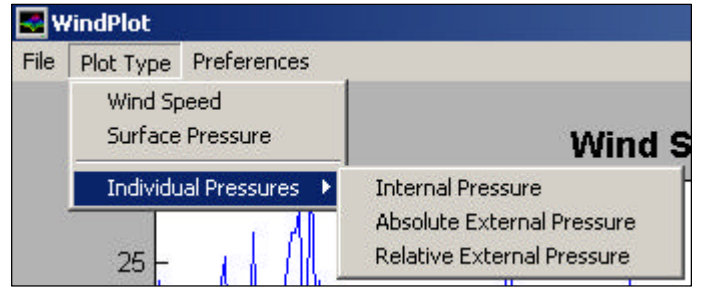 WindPlot
File Plot Type Preferences
Wind Speed
Surface Pressure
Wind S
Individual Pressures
Internal Pressure
Absolute External Pressure
Relative External Pressure
25